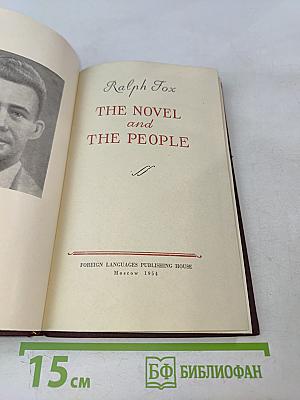 Ralph Fox
THE NOVEL
and
THE PEOPLE
FOREIGN LANGUAGES PUBLISHING HOUSE
Moscow 1954
15 см
БФ БИБЛИОФАН